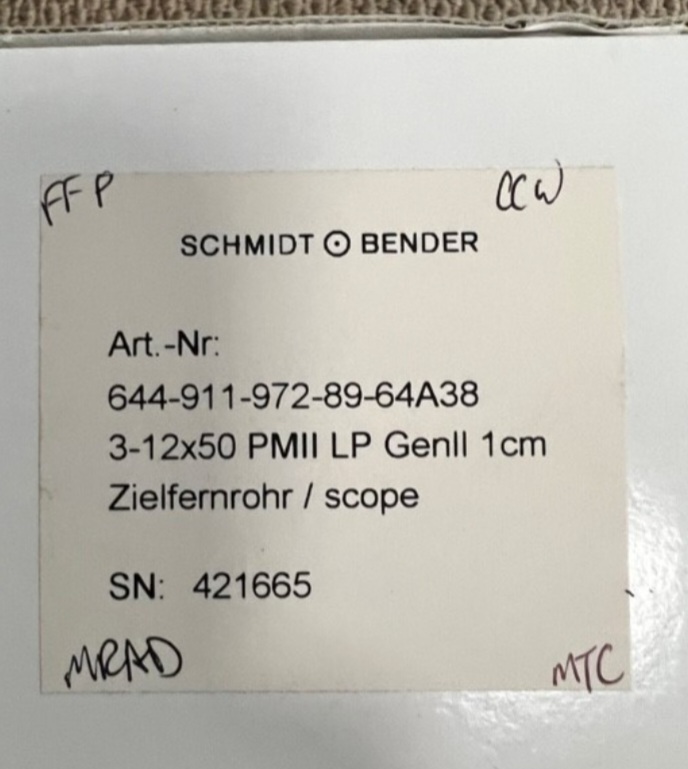 FFP CCW
SCHMIDT BENDER
Art.-Nr:
644-911-972-89-64A38
3-12x50 PMII LP GenII 1cm
Zielfernrohr / scope
SN: 421665
MRAD MTC